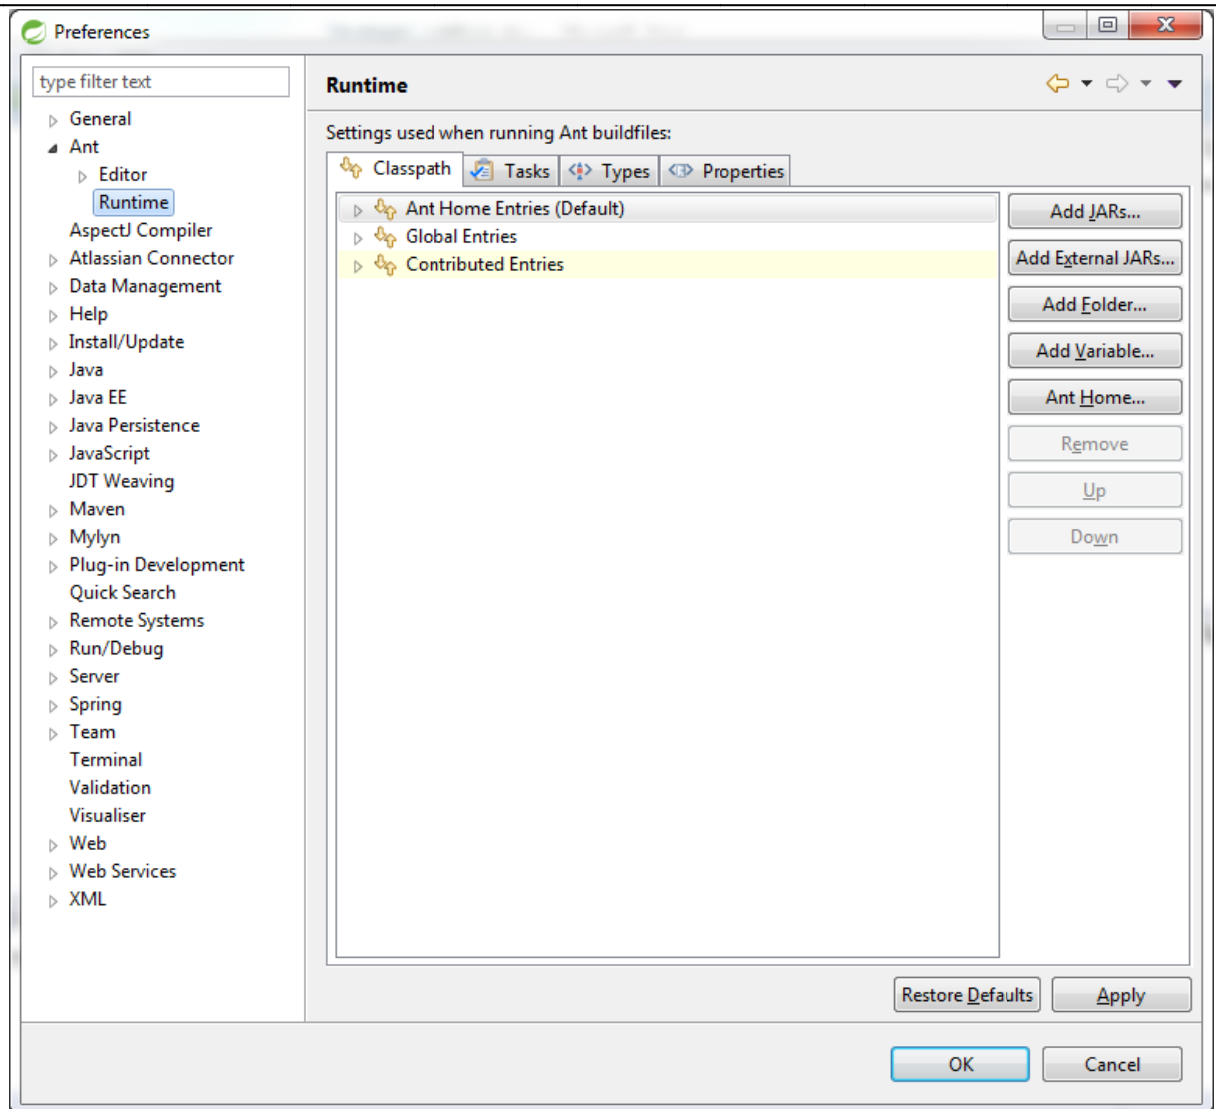 Preferences
type filter text
General
Ant
Editor
Runtime
AspectJ Compiler
Atlassian Connector
Data Management
Help
Install/Update
Java
Java EE
Java Persistence
JavaScript
JDT Weaving
Maven
Mylyn
Plug-in Development
Quick Search
Remote Systems
Run/Debug
Server
Spring
Team
Terminal
Validation
Visualiser
Web
Web Services
XML
Runtime
Settings used when running Ant buildfiles:
Classpath Tasks Types Properties
Ant Home Entries (Default)
Global Entries
Contributed Entries
Add JARs...
Add External JARs...
Add Folder...
Add Variable...
Ant Home...
Remove
Up
Down
Restore Defaults Apply
OK Cancel